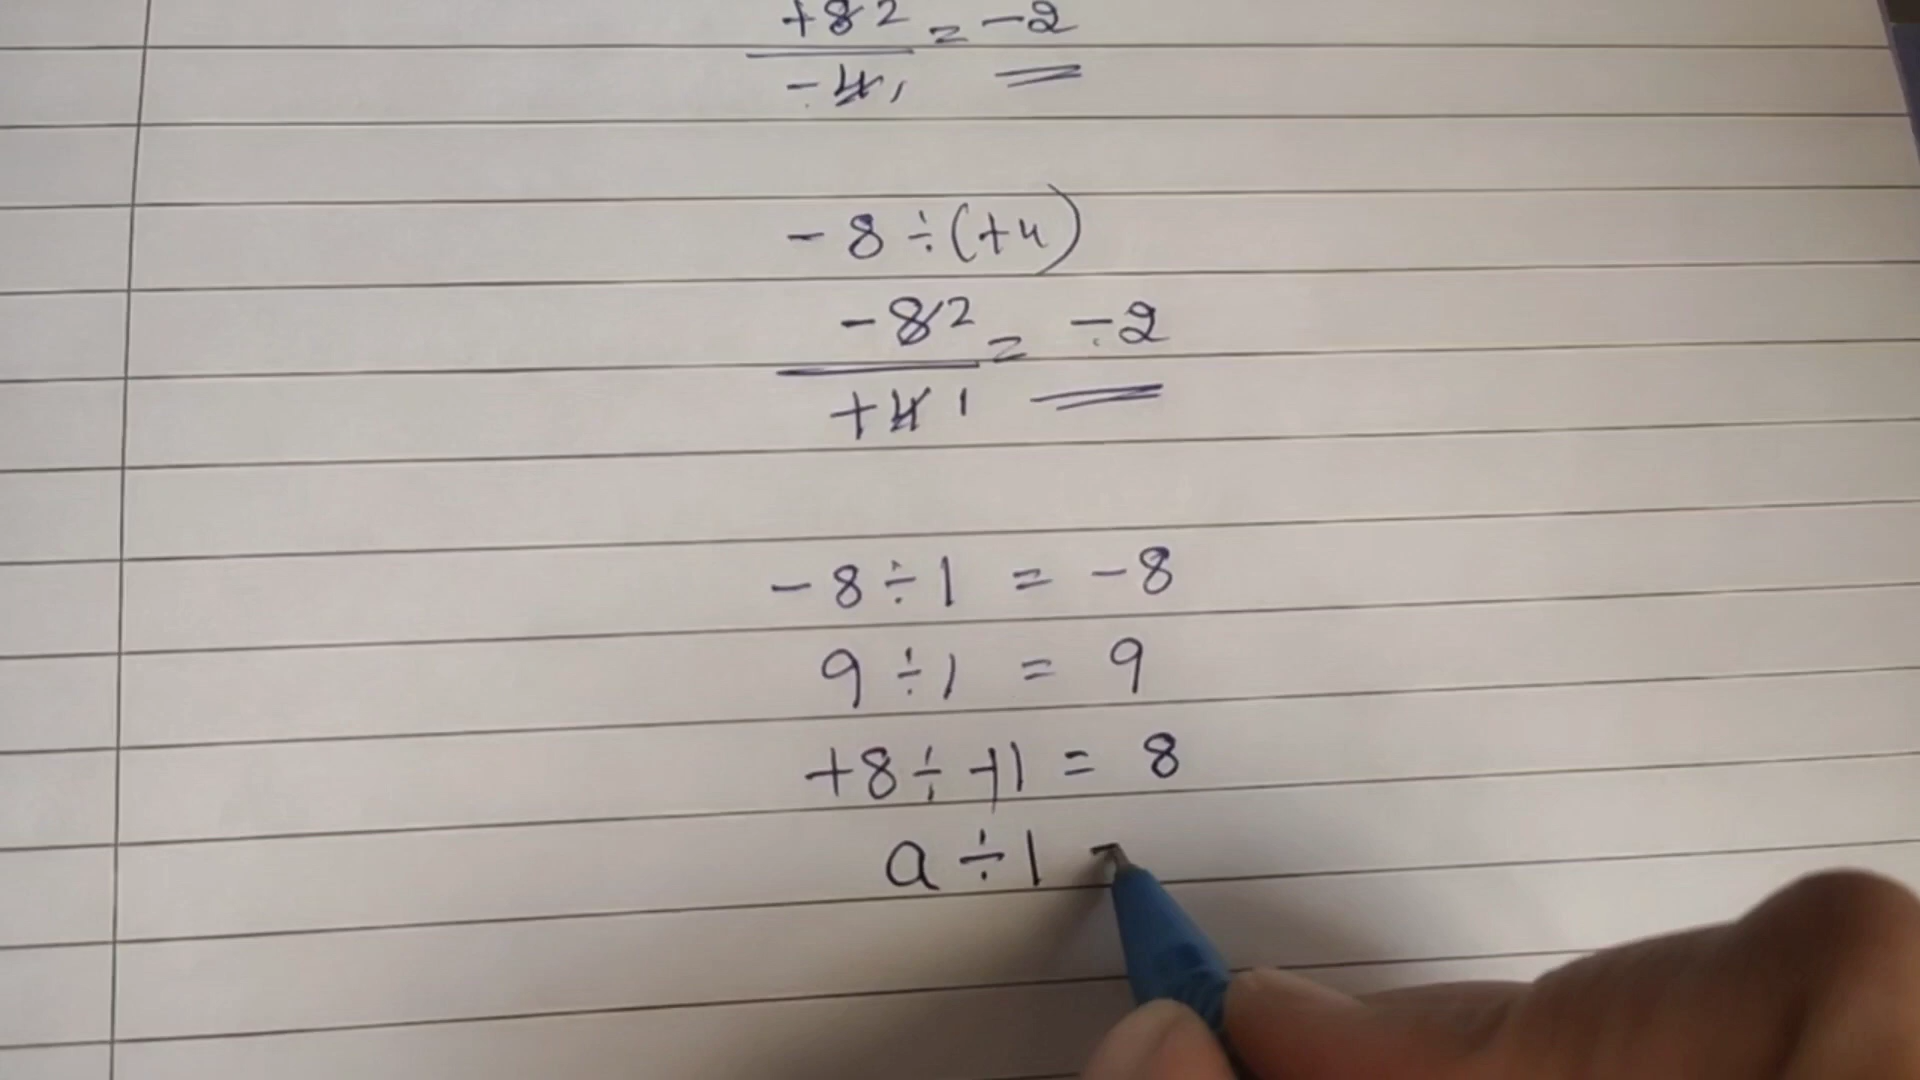 +8 2 = -2
-4 1
-8 ÷ (+4)
-8 2 = -2
+4 1
-8 ÷ 1 = -8
9 ÷ 1 = 9
+8 ÷ +1 = 8
a ÷ 1 =